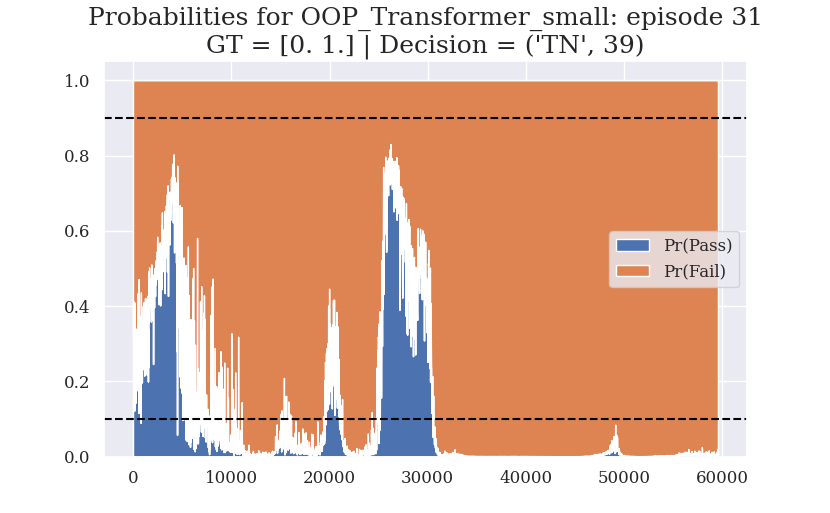 Probabilities for OOP_Transformer_small: episode 31
GT = [0. 1.] | Decision = ('TN', 39)
1.0
0.8
0.6
0.4
0.2
0.0
Pr(Pass)
Pr(Fail)
0 10000 20000 30000 40000 50000 60000